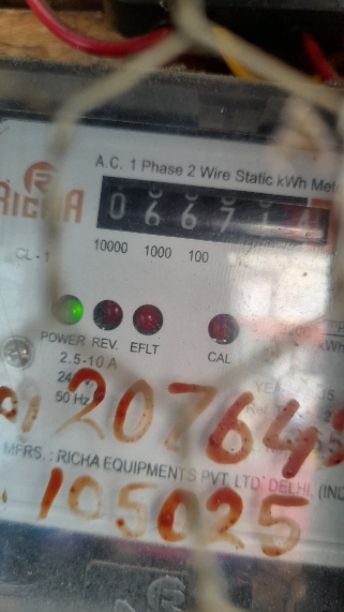 A.C. 1 Phase 2 Wire Static kWh
RICHA
0667
10000 1000 100
CL-1
POWER REV. EFLT CAL
2.5-10 A
50 Hz
20764
MFRS. : RICHA EQUIPMENTS PVT. LTD. DELHI.
105025